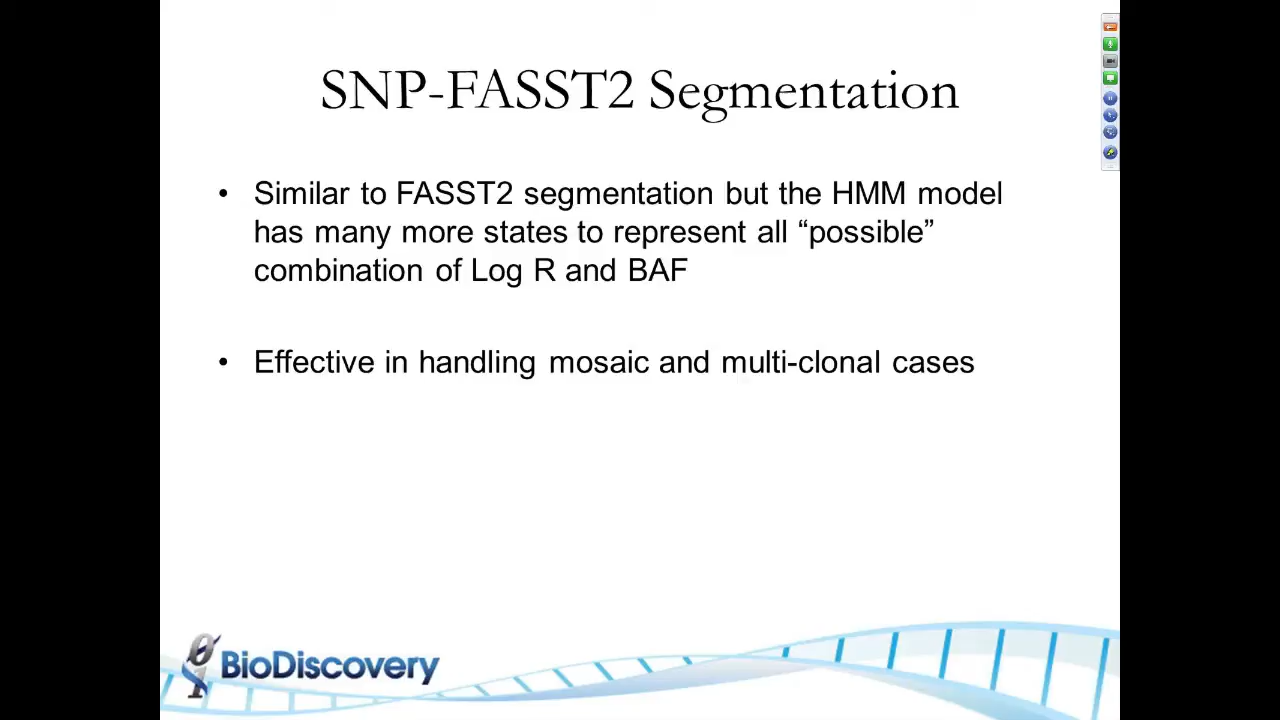 SNP-FASST2 Segmentation
• Similar to FASST2 segmentation but the HMM model
has many more states to represent all “possible”
combination of Log R and BAF
• Effective in handling mosaic and multi-clonal cases
BioDiscovery